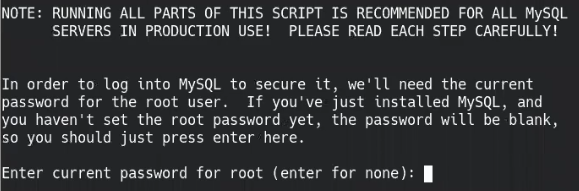 NOTE: RUNNING ALL PARTS OF THIS SCRIPT IS RECOMMENDED FOR ALL MySQL
SERVERS IN PRODUCTION USE!  PLEASE READ EACH STEP CAREFULLY!
In order to log into MySQL to secure it, we'll need the current
password for the root user.  If you've just installed MySQL, and
you haven't set the root password yet, the password will be blank,
so you should just press enter here.
Enter current password for root (enter for none):